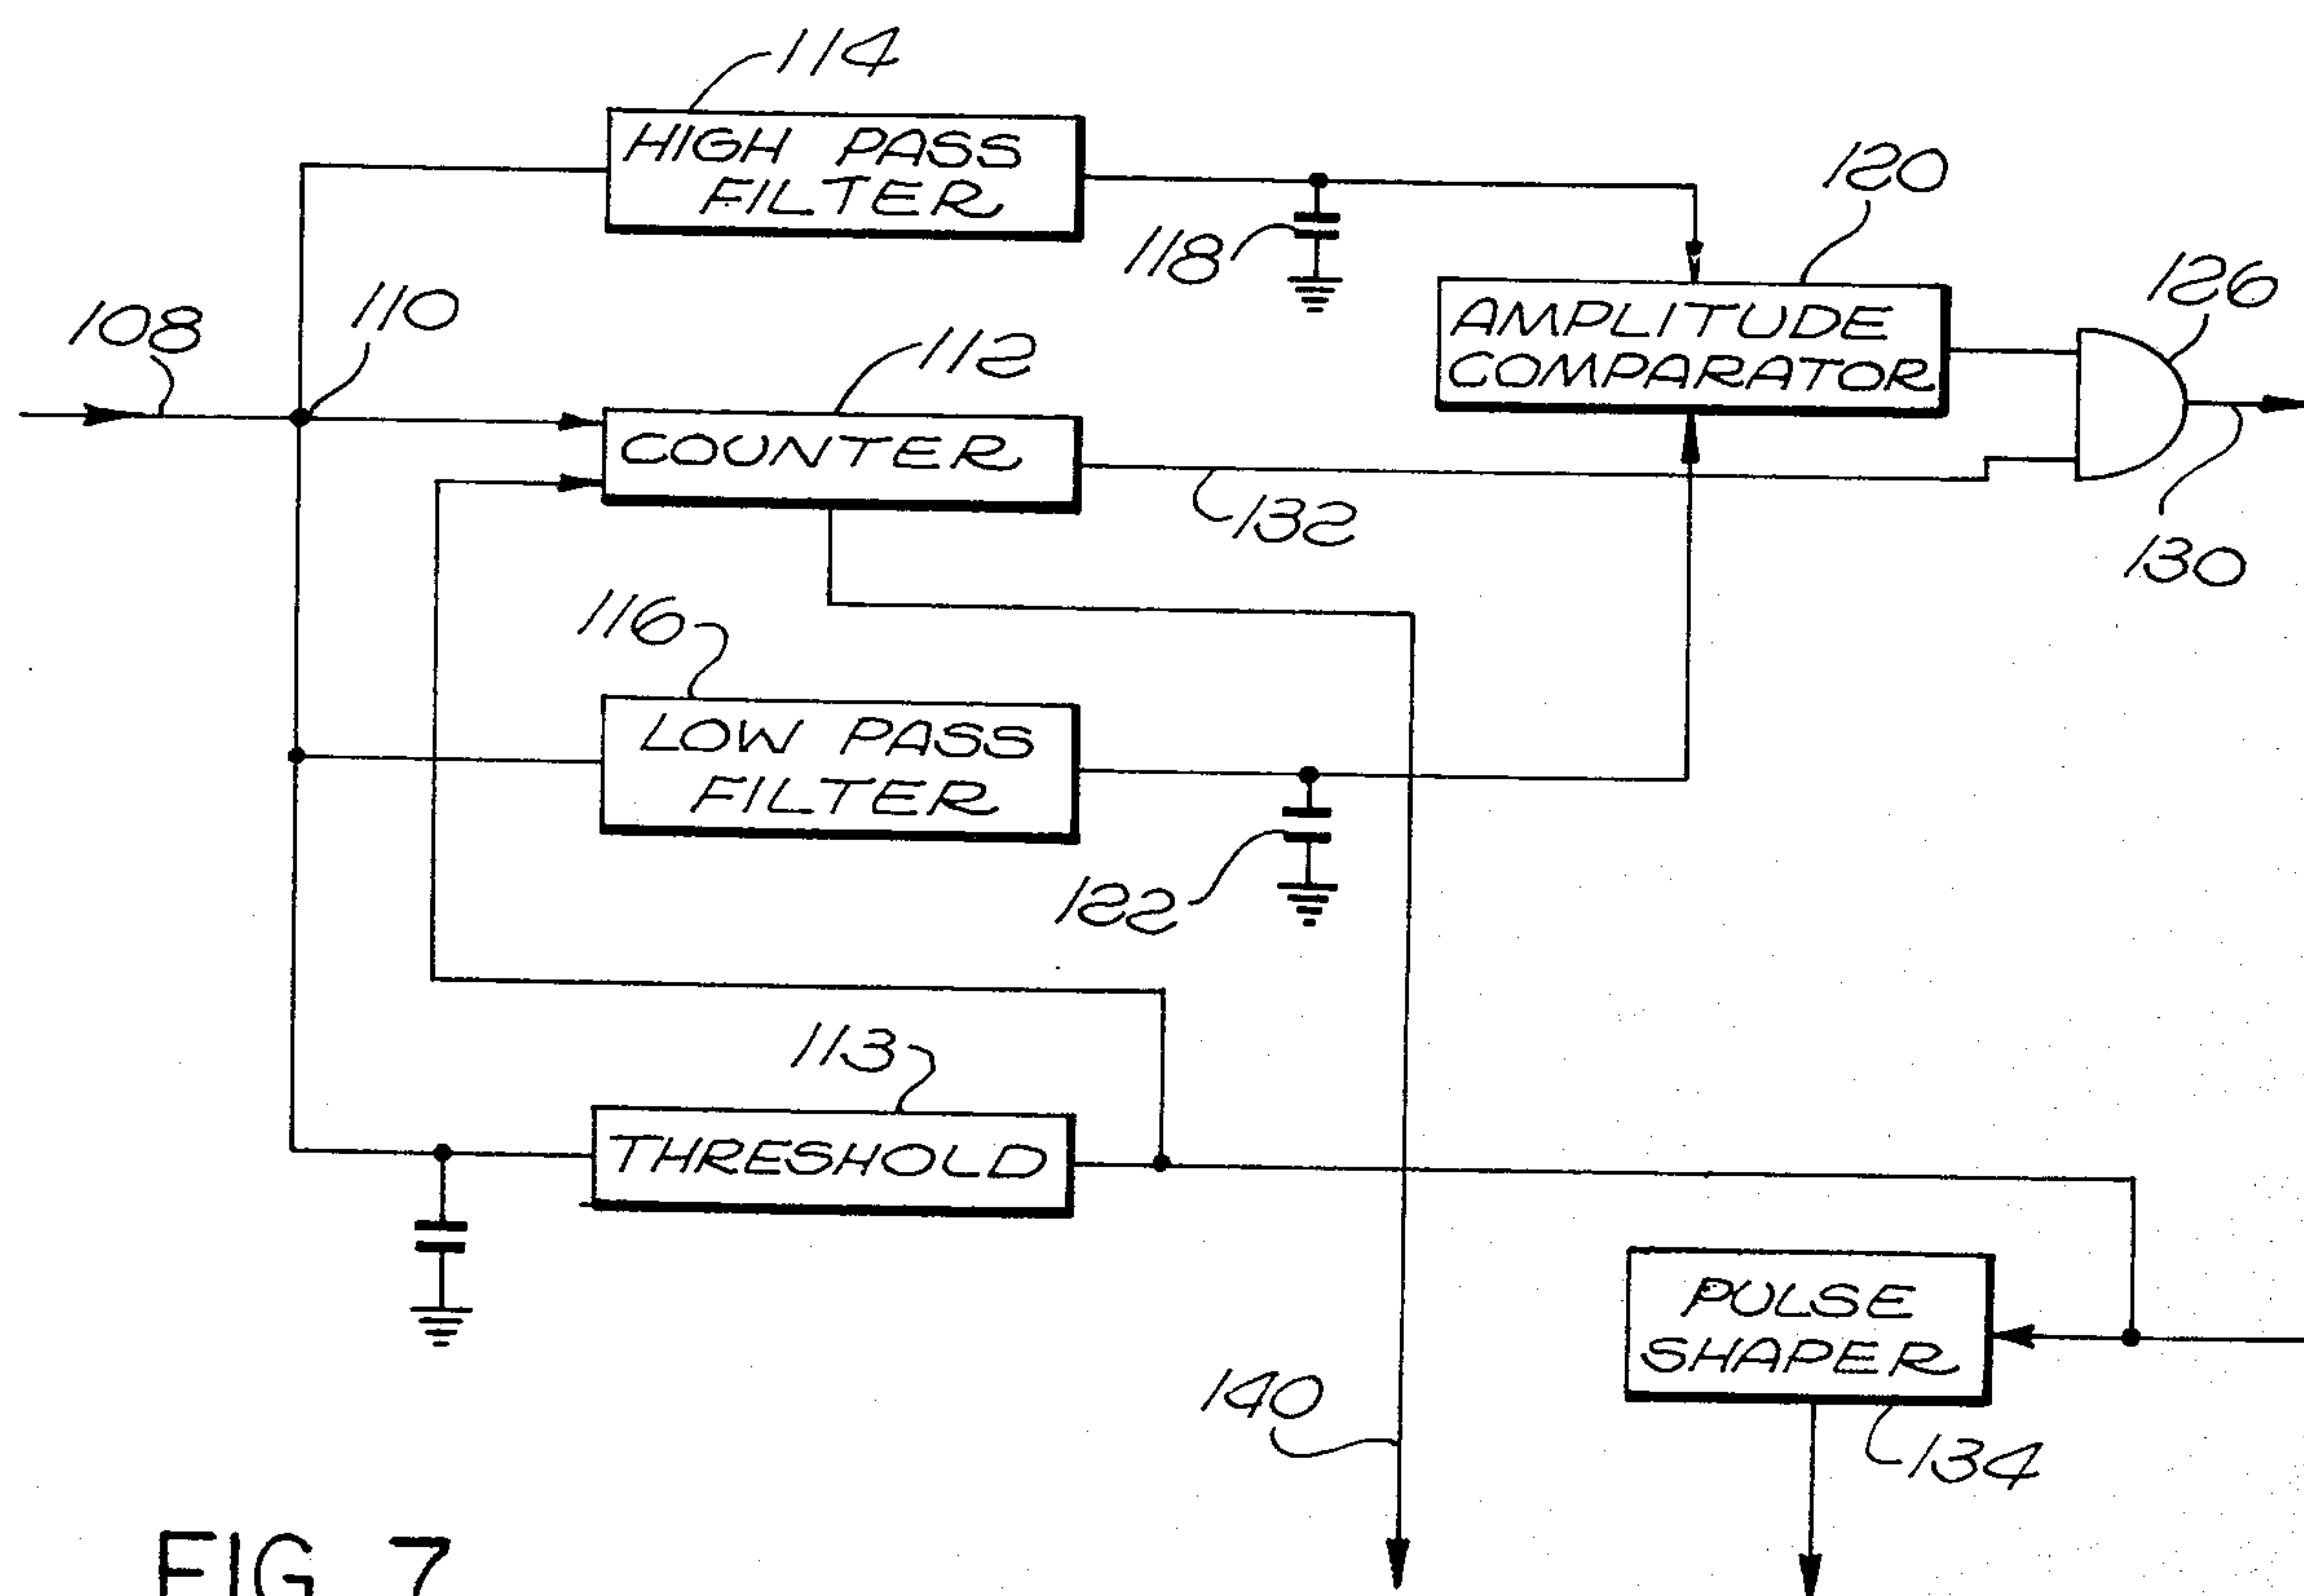 114
HIGH PASS
FILTER
120
118
126
108
110
112
AMPLITUDE
COMPARATOR
COUNTER
132
130
116
LOW PASS
FILTER
122
113
THRESHOLD
PULSE
SHAPER
140
134
FIG 7